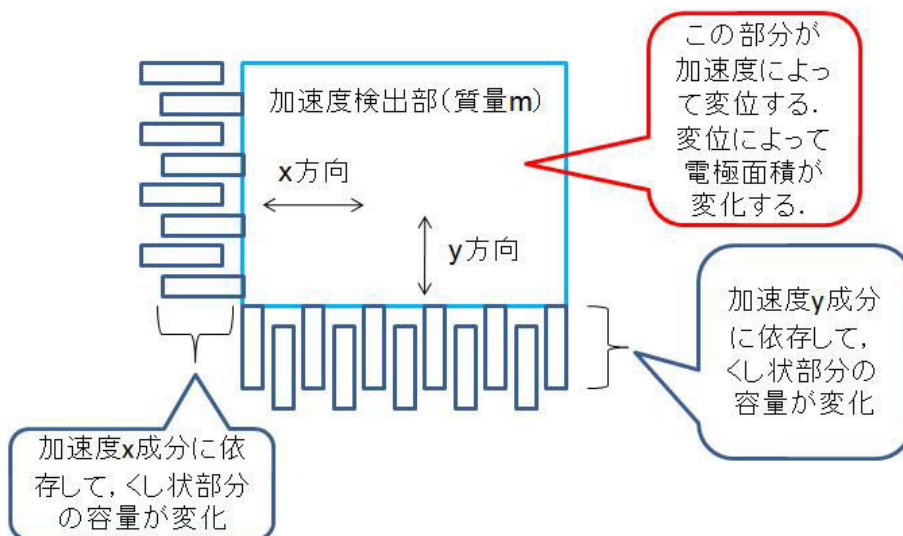 この部分が
加速度によっ
て変位する.
変位によって
電極面積が
変化する.
加速度検出部(質量m)
x方向
y方向
加速度y成分
に依存して,
くし状部分の
容量が変化
加速度x成分に依
存して,くし状部分
の容量が変化